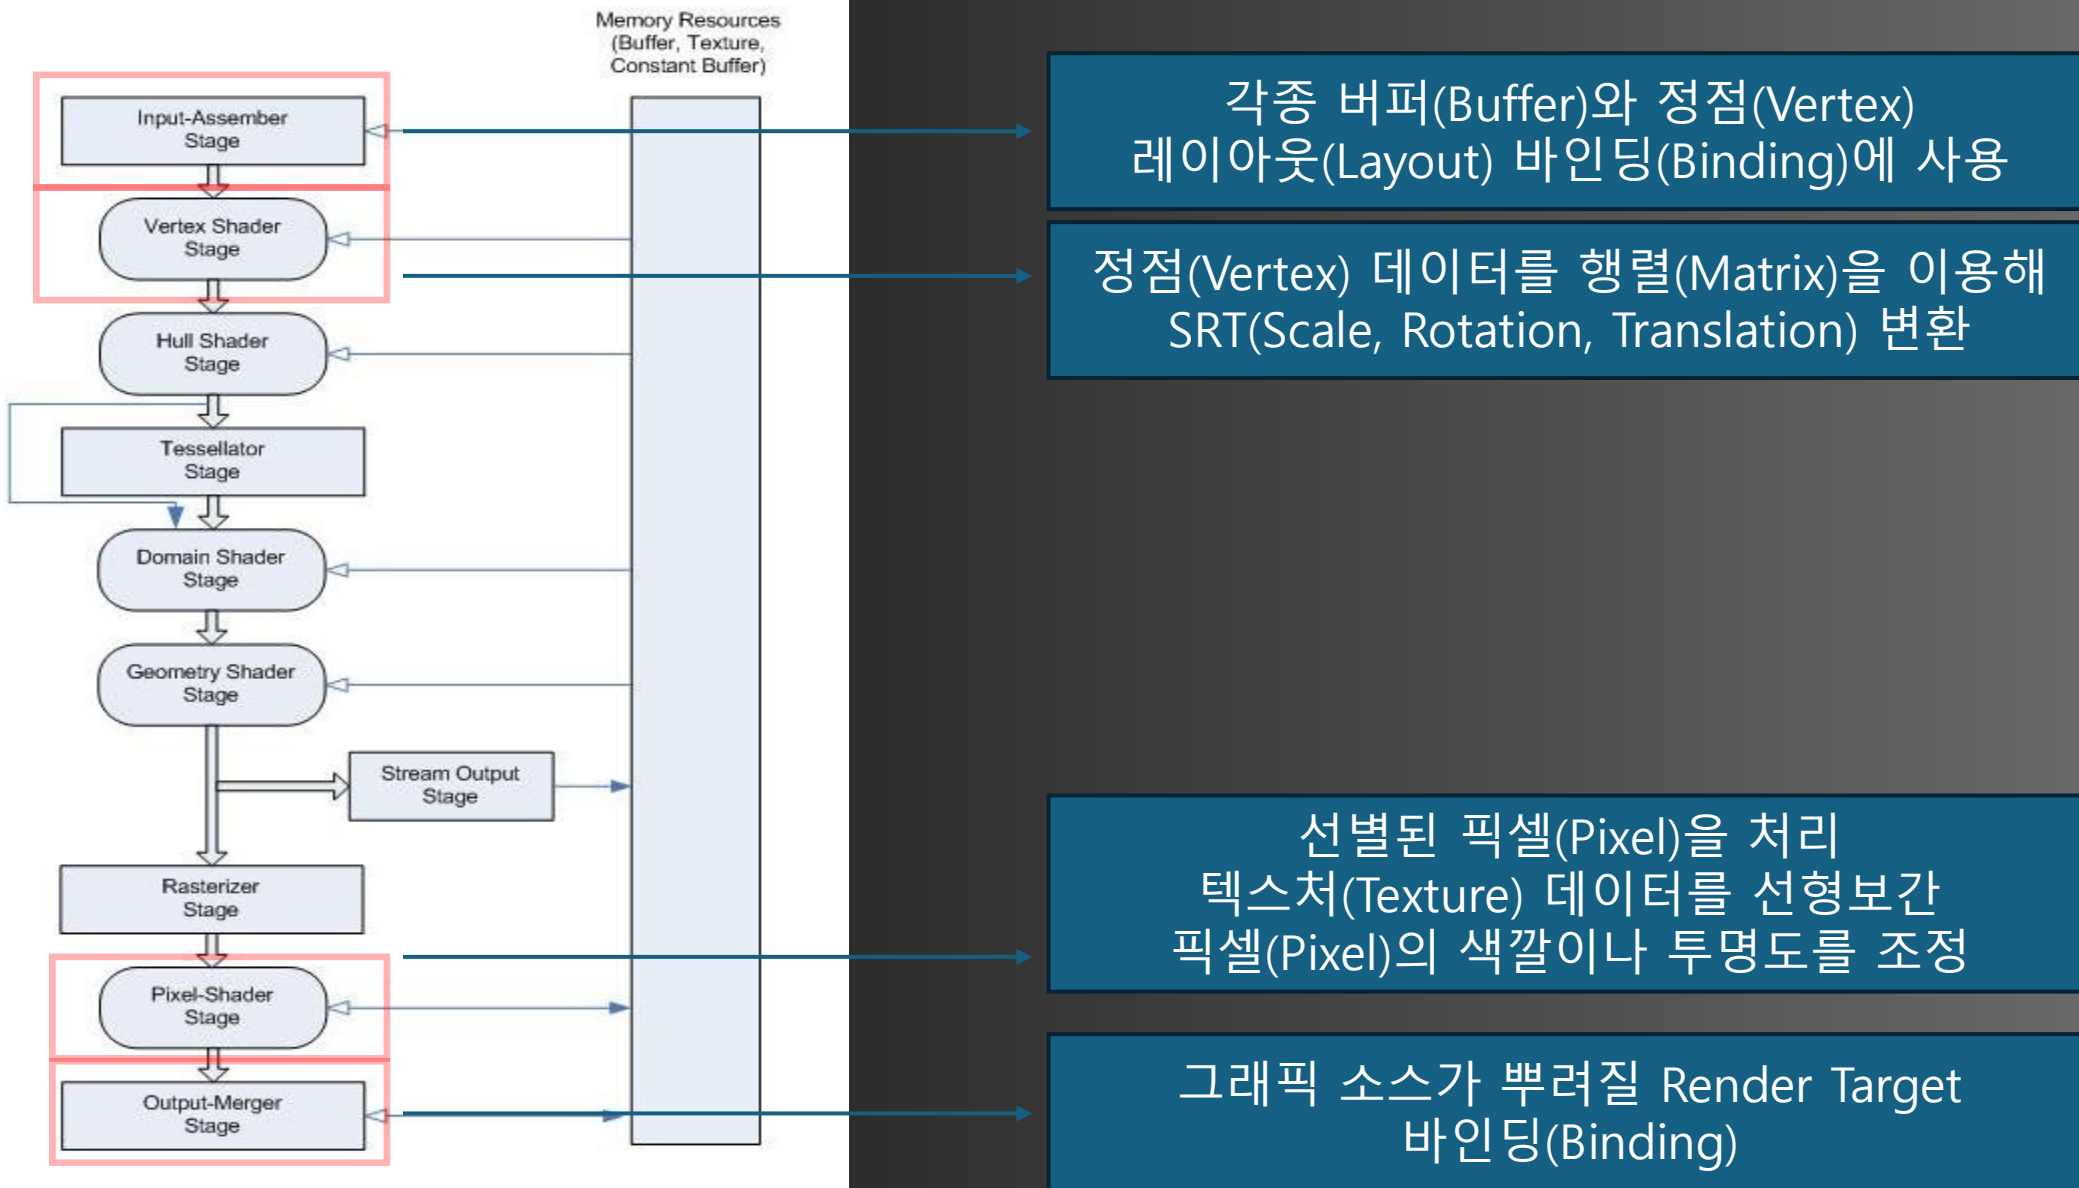 Memory Resources
(Buffer, Texture,
Constant Buffer)
Input-Assember
Stage
Vertex Shader
Stage
Hull Shader
Stage
Tessellator
Stage
Domain Shader
Stage
Geometry Shader
Stage
Stream Output
Stage
Rasterizer
Stage
Pixel-Shader
Stage
Output-Merger
Stage
각종 버퍼(Buffer)와 정점(Vertex)
레이아웃(Layout) 바인딩(Binding)에 사용
정점(Vertex) 데이터를 행렬(Matrix)을 이용해
SRT(Scale, Rotation, Translation) 변환
선별된 픽셀(Pixel)을 처리
텍스처(Texture) 데이터를 선형보간
픽셀(Pixel)의 색깔이나 투명도를 조정
그래픽 소스가 뿌려질 Render Target
바인딩(Binding)